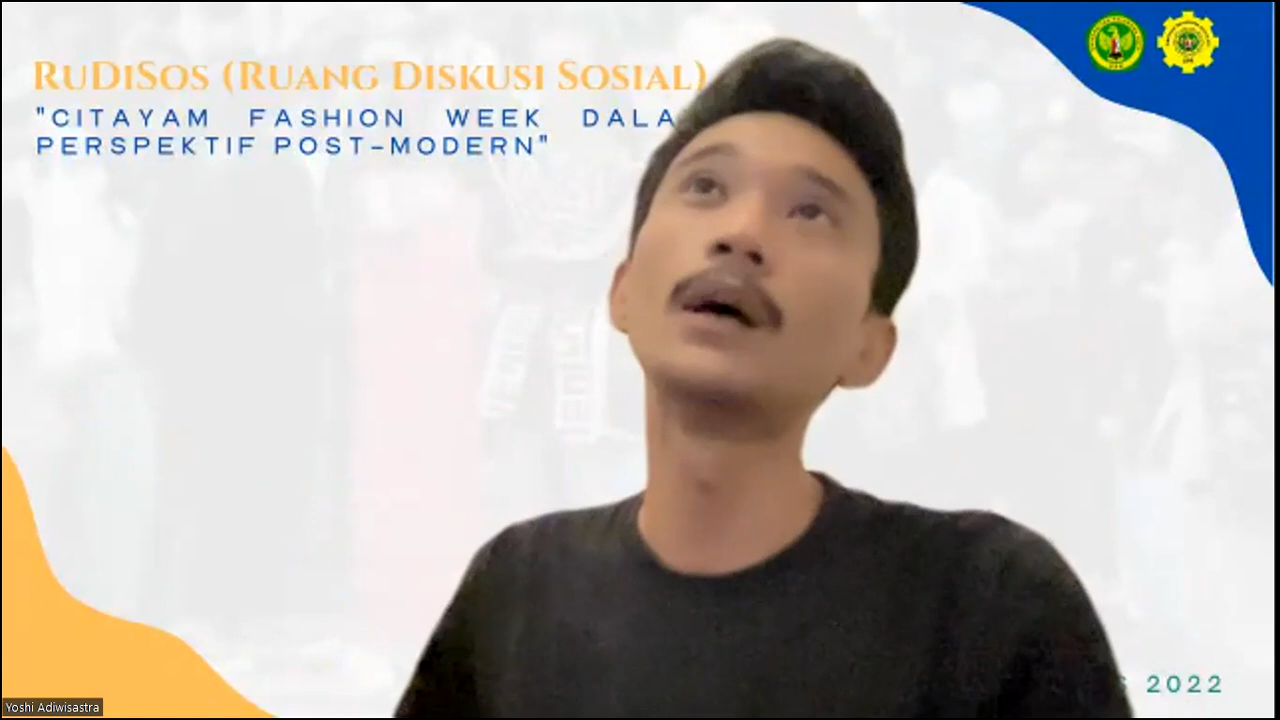 RuDiSos (Ruang Diskusi Sosial)
"CITAYAM FASHION WEEK DALA
PERSPEKTIF POST-MODERN"
2022
Yoshi Adiwisastra